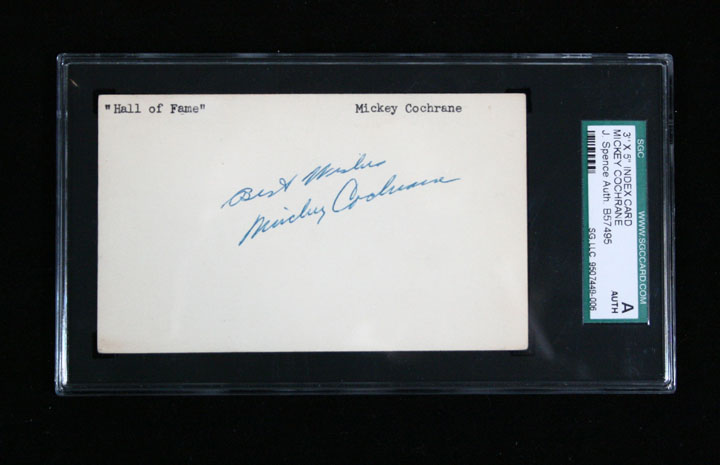 "Hall of Fame" Mickey Cochrane
Best Wishes
Mickey Cochrane
SGC WWW.SGCCARD.COM
3" X 5" INDEX CARD
MICKEY COCHRANE
J. Spence Auth. B57495
A
AUTH
SG LLC 9507449-006